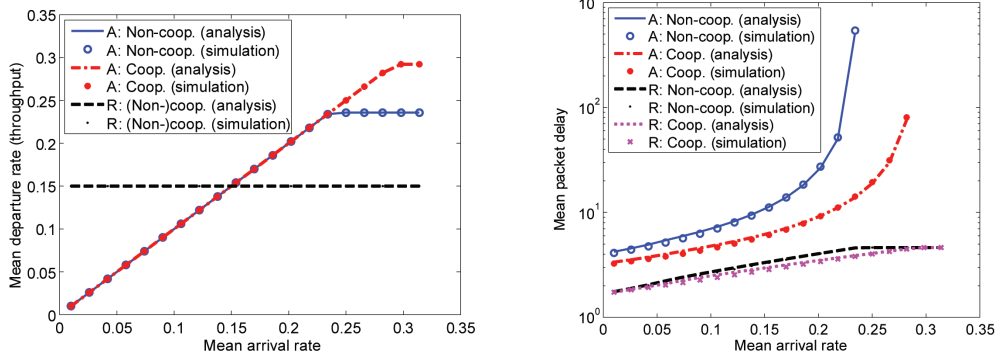 0.35
0.3
0.25
0.2
0.15
0.1
0.05
0
Mean departure rate (throughput)
A: Non-coop. (analysis)
A: Non-coop. (simulation)
A: Coop. (analysis)
A: Coop. (simulation)
R: (Non-)coop. (analysis)
R: (Non-)coop. (simulation)
0 0.05 0.1 0.15 0.2 0.25 0.3 0.35
Mean arrival rate
10^3
10^2
10^1
10^0
Mean packet delay
A: Non-coop. (analysis)
A: Non-coop. (simulation)
A: Coop. (analysis)
A: Coop. (simulation)
R: Non-coop. (analysis)
R: Non-coop. (simulation)
R: Coop. (analysis)
R: Coop. (simulation)
0.05 0.1 0.15 0.2 0.25 0.3 0.35
Mean arrival rate